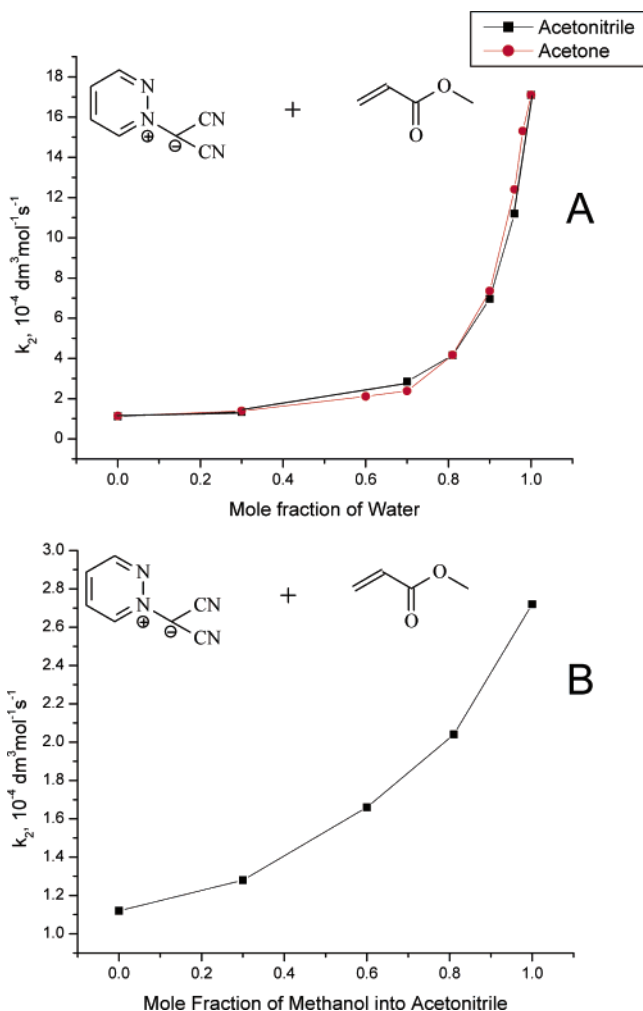 Acetonitrile
Acetone
18
16
14
12
10
8
6
4
2
0
k₂, 10⁻⁴ dm³mol⁻¹s⁻¹
N
N
CN
⊕
⊖
CN
+
O
O
A
0.0 0.2 0.4 0.6 0.8 1.0
Mole fraction of Water
3.0
2.8
2.6
2.4
2.2
2.0
1.8
1.6
1.4
1.2
1.0
k₂, 10⁻⁴ dm³mol⁻¹s⁻¹
N
N
CN
⊕
⊖
CN
+
O
O
B
0.0 0.2 0.4 0.6 0.8 1.0
Mole Fraction of Methanol into Acetonitrile